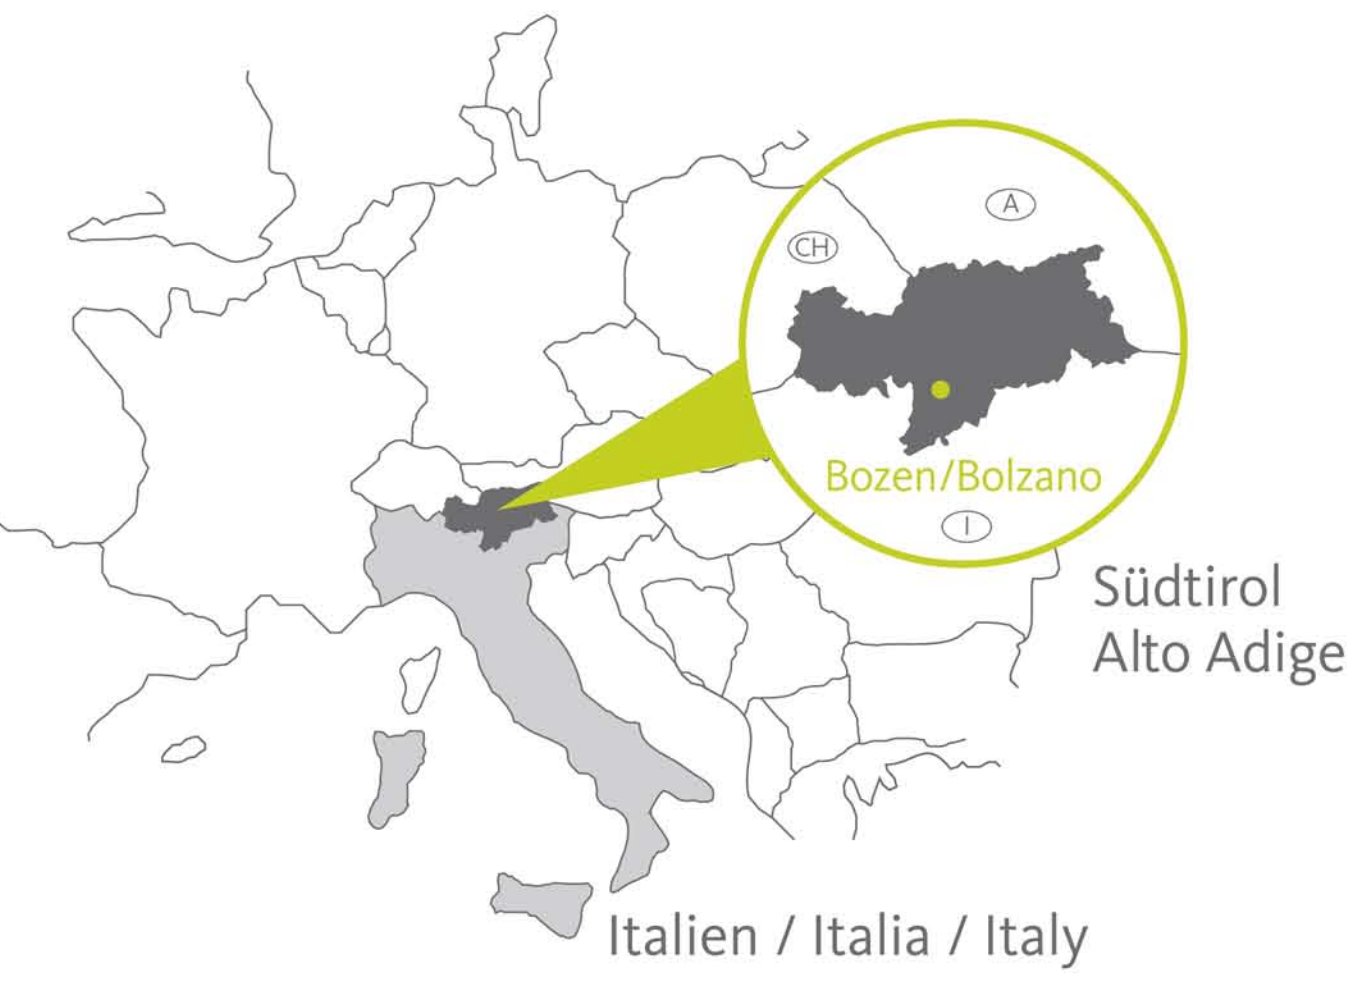 A
CH
Bozen/Bolzano
I
Südtirol
Alto Adige
Italien / Italia / Italy